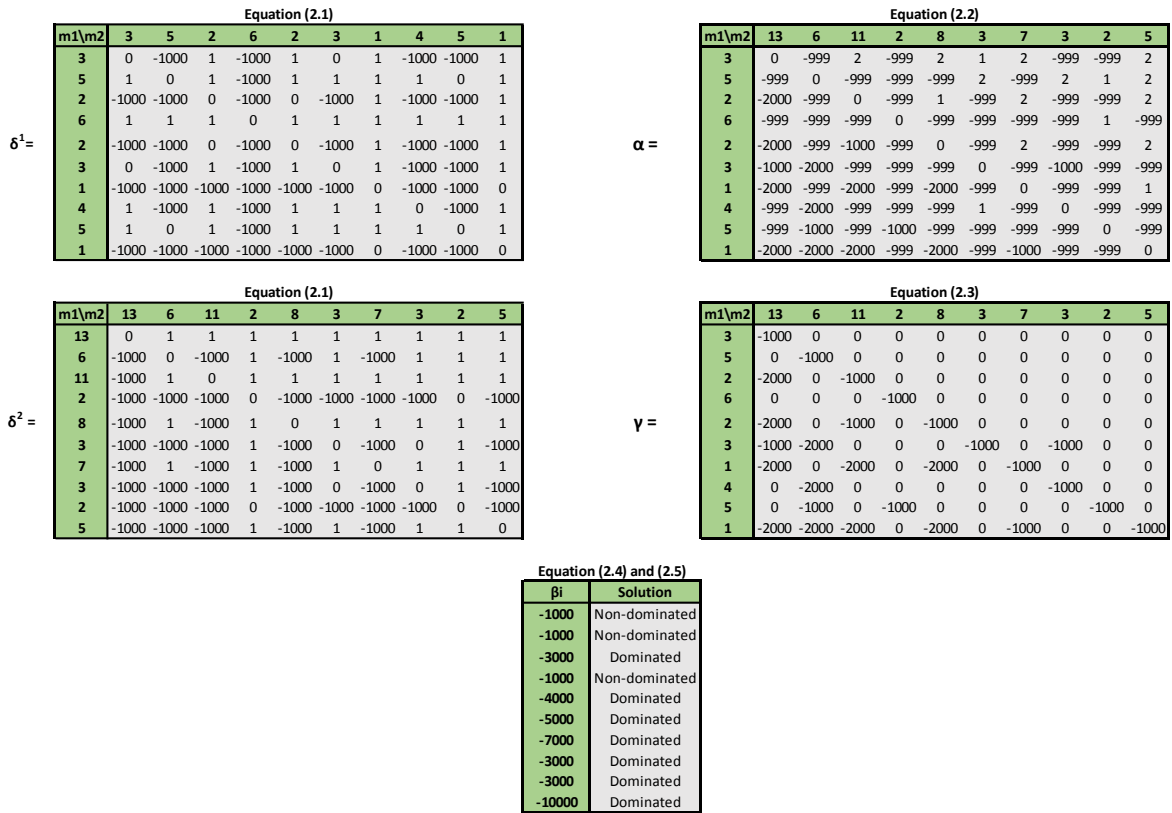 Equation (2.1)
m1\m2 3 5 2 6 2 3 1 4 5 1
3 0 -1000 1 -1000 1 0 1 -1000 -1000 1
5 1 0 1 -1000 1 1 1 1 0 1
2 -1000 -1000 0 -1000 0 -1000 1 -1000 -1000 1
6 1 1 1 0 1 1 1 1 1 1
δ¹=
2 -1000 -1000 0 -1000 0 -1000 1 -1000 -1000 1
3 0 -1000 1 -1000 1 0 1 -1000 -1000 1
1 -1000 -1000 -1000 -1000 -1000 -1000 0 -1000 -1000 0
4 1 -1000 1 -1000 1 1 1 0 -1000 1
5 1 0 1 -1000 1 1 1 1 0 1
1 -1000 -1000 -1000 -1000 -1000 -1000 0 -1000 -1000 0
Equation (2.2)
m1\m2 13 6 11 2 8 3 7 3 2 5
3 0 -999 2 -999 2 1 2 -999 -999 2
5 -999 0 -999 -999 -999 2 -999 2 1 2
2 -2000 -999 0 -999 1 -999 2 -999 -999 2
6 -999 -999 -999 0 -999 -999 -999 -999 1 -999
α =
2 -2000 -999 -1000 -999 0 -999 2 -999 -999 2
3 -1000 -2000 -999 -999 -999 0 -999 -1000 -999 -999
1 -2000 -999 -2000 -999 -2000 -999 0 -999 -999 1
4 -999 -2000 -999 -999 -999 1 -999 0 -999 -999
5 -999 -1000 -999 -1000 -999 -999 -999 -999 0 -999
1 -2000 -2000 -2000 -999 -2000 -999 -1000 -999 -999 0
Equation (2.1)
m1\m2 13 6 11 2 8 3 7 3 2 5
13 0 1 1 1 1 1 1 1 1 1
6 -1000 0 -1000 1 -1000 1 -1000 1 1 1
11 -1000 1 0 1 1 1 1 1 1 1
2 -1000 -1000 -1000 0 -1000 -1000 -1000 -1000 0 -1000
δ² =
8 -1000 1 -1000 1 0 1 1 1 1 1
3 -1000 -1000 -1000 1 -1000 0 -1000 0 1 -1000
7 -1000 1 -1000 1 -1000 1 0 1 1 1
3 -1000 -1000 -1000 1 -1000 0 -1000 0 1 -1000
2 -1000 -1000 -1000 0 -1000 -1000 -1000 -1000 0 -1000
5 -1000 -1000 -1000 1 -1000 1 -1000 1 1 0
Equation (2.3)
m1\m2 13 6 11 2 8 3 7 3 2 5
3 -1000 0 0 0 0 0 0 0 0 0
5 0 -1000 0 0 0 0 0 0 0 0
2 -2000 0 -1000 0 0 0 0 0 0 0
6 0 0 0 -1000 0 0 0 0 0 0
γ =
2 -2000 0 -1000 0 -1000 0 0 0 0 0
3 -1000 -2000 0 0 0 -1000 0 -1000 0 0
1 -2000 0 -2000 0 -2000 0 -1000 0 0 0
4 0 -2000 0 0 0 0 0 -1000 0 0
5 0 -1000 0 -1000 0 0 0 0 -1000 0
1 -2000 -2000 -2000 0 -2000 0 -1000 0 0 -1000
Equation (2.4) and (2.5)
βi Solution
-1000 Non-dominated
-1000 Non-dominated
-3000 Dominated
-1000 Non-dominated
-4000 Dominated
-5000 Dominated
-7000 Dominated
-3000 Dominated
-3000 Dominated
-10000 Dominated